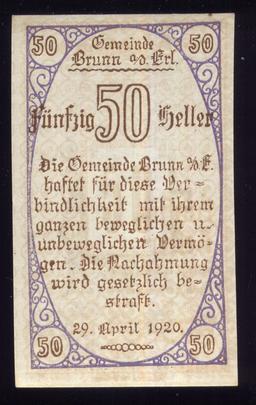 50 Gemeinde 50
Brunn a/d. Erl.
Fünfzig 50 Heller
Die Gemeinde Brunn a/d. E.
haftet für diese Ver=
bindlichkeit mit ihrem
ganzen beweglichen u.
unbeweglichen Vermö=
gen. Die Nachahmung
wird gesetzlich be=
straft.
29. April 1920.
50 50